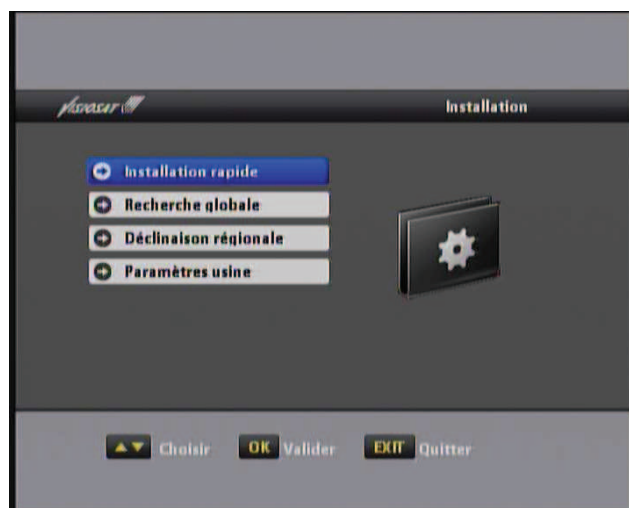 VISIOSAT Installation
Installation rapide
Recherche globale
Déclinaison régionale
Paramètres usine
▲▼ Choisir OK Valider EXIT Quitter